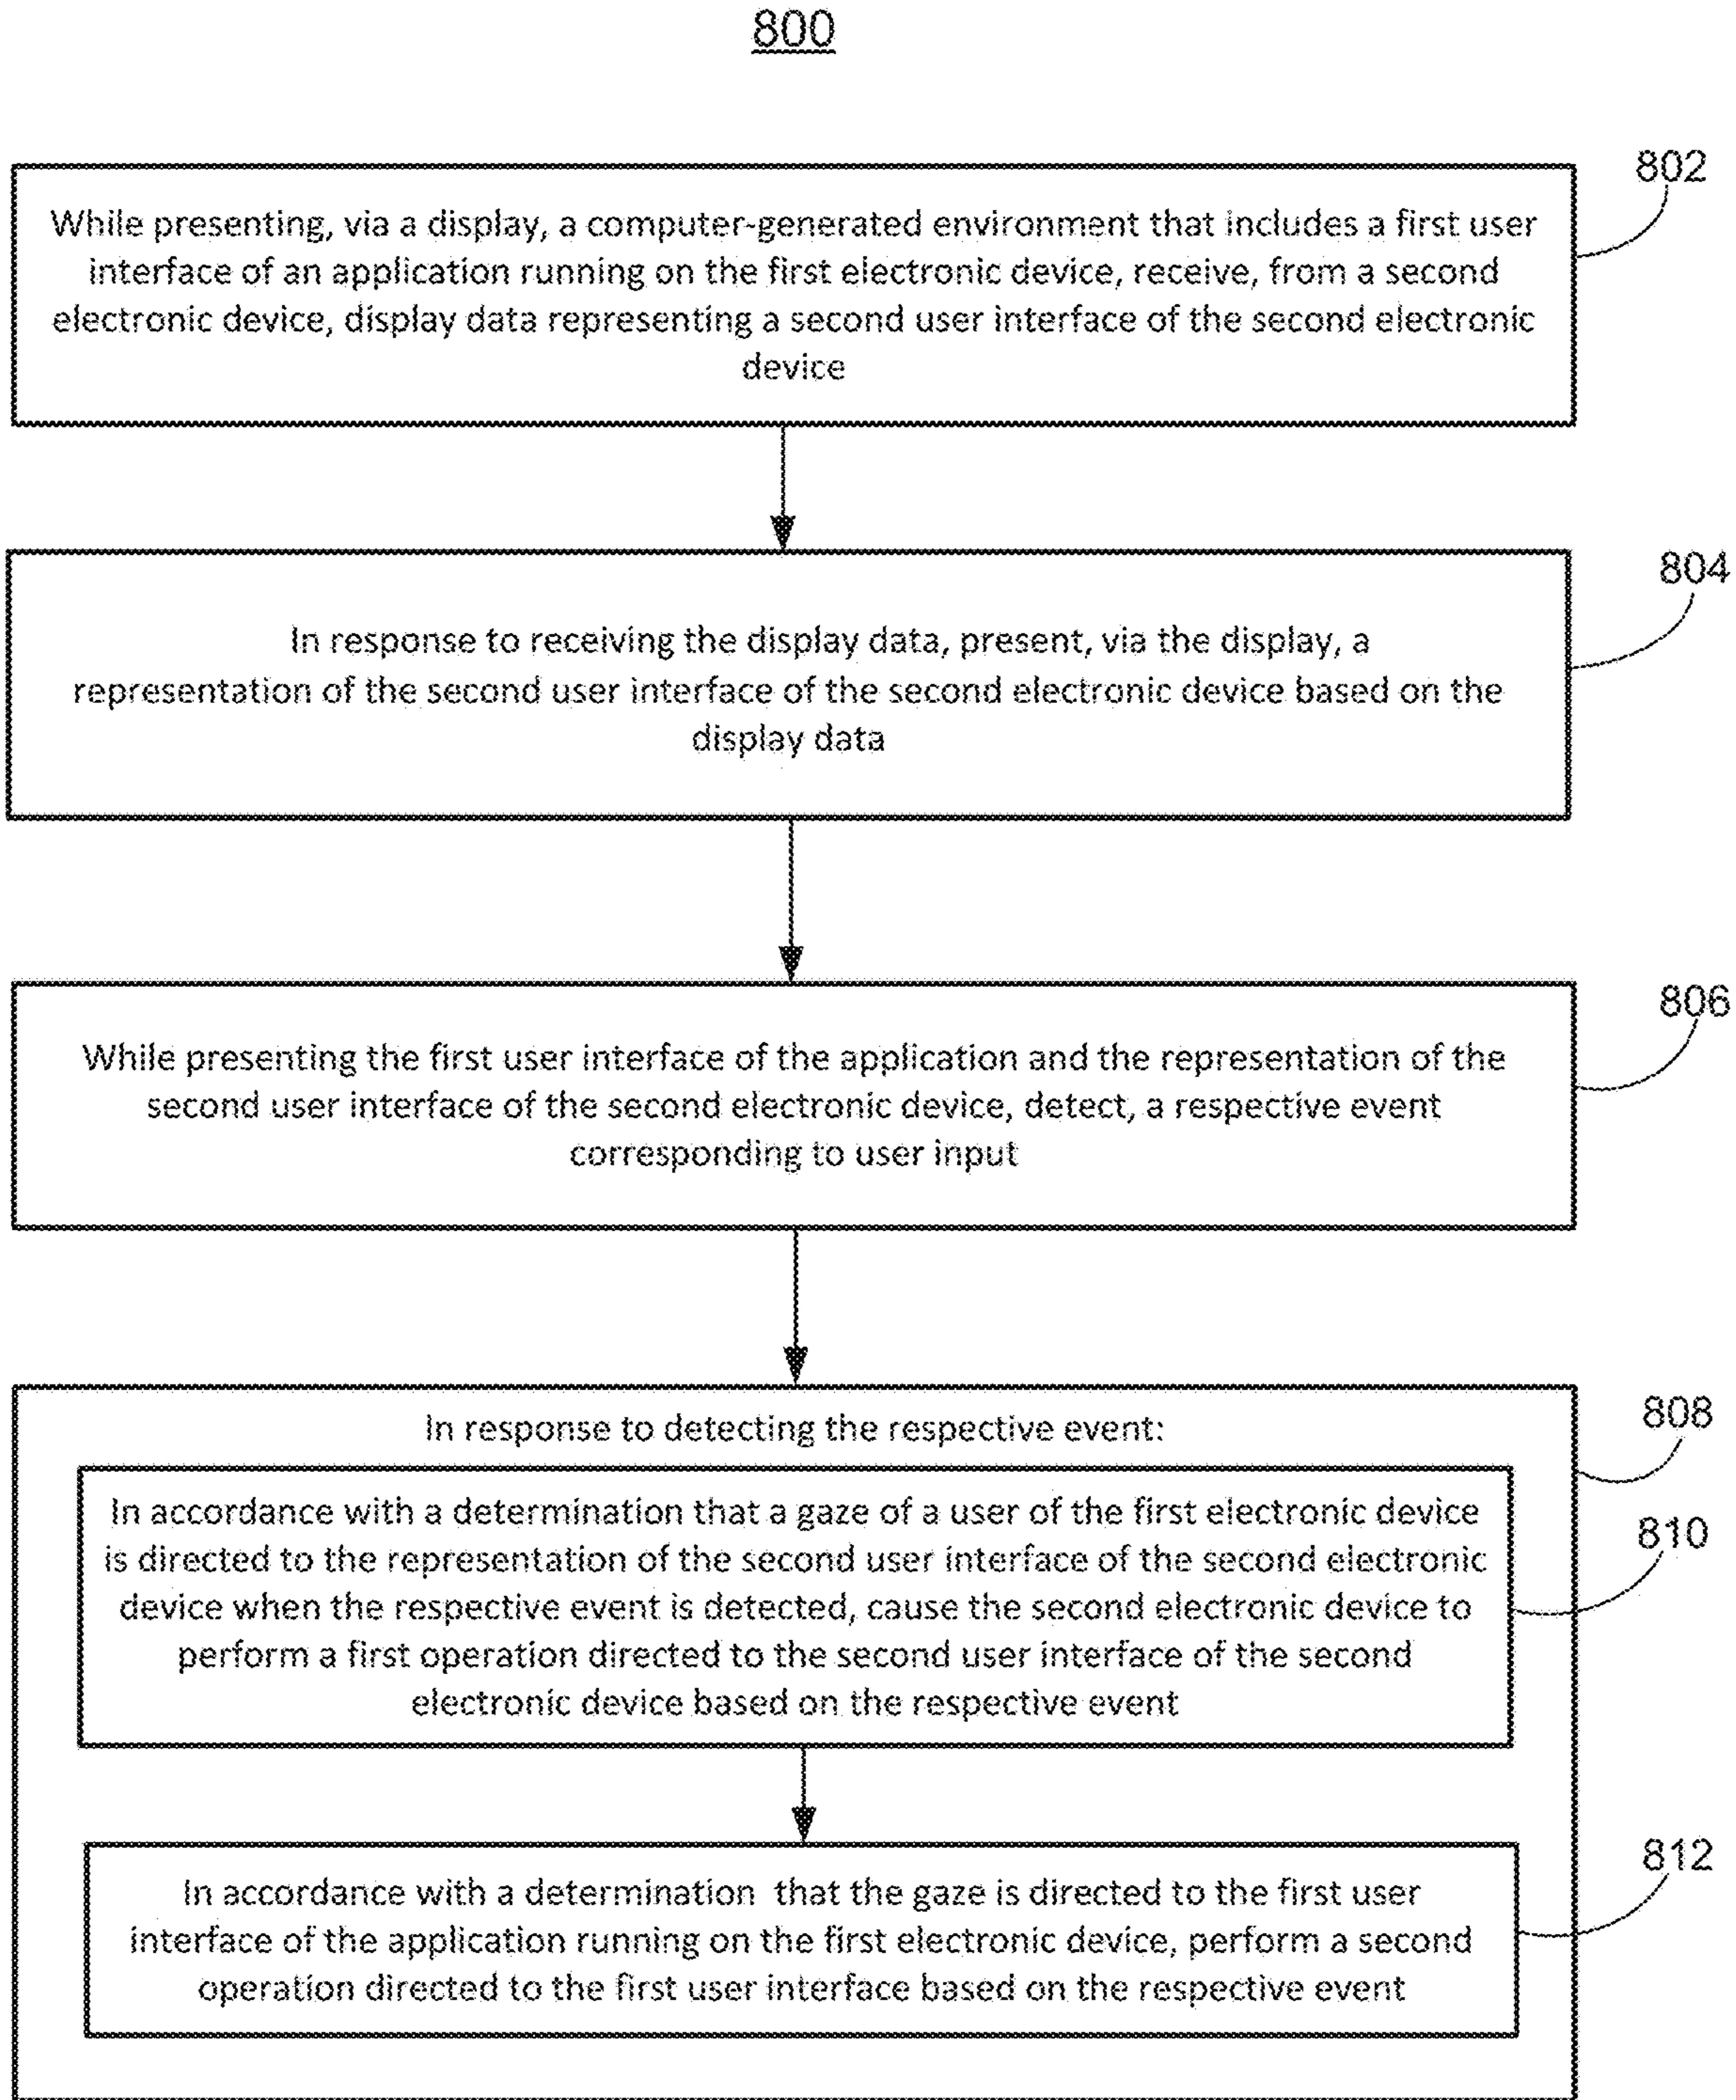 800
802
While presenting, via a display, a computer-generated environment that includes a first user
interface of an application running on the first electronic device, receive, from a second
electronic device, display data representing a second user interface of the second electronic
device
804
In response to receiving the display data, present, via the display, a
representation of the second user interface of the second electronic device based on the
display data
806
While presenting the first user interface of the application and the representation of the
second user interface of the second electronic device, detect, a respective event
corresponding to user input
808
In response to detecting the respective event:
810
In accordance with a determination that a gaze of a user of the first electronic device
is directed to the representation of the second user interface of the second electronic
device when the respective event is detected, cause the second electronic device to
perform a first operation directed to the second user interface of the second
electronic device based on the respective event
812
In accordance with a determination that the gaze is directed to the first user
interface of the application running on the first electronic device, perform a second
operation directed to the first user interface based on the respective event